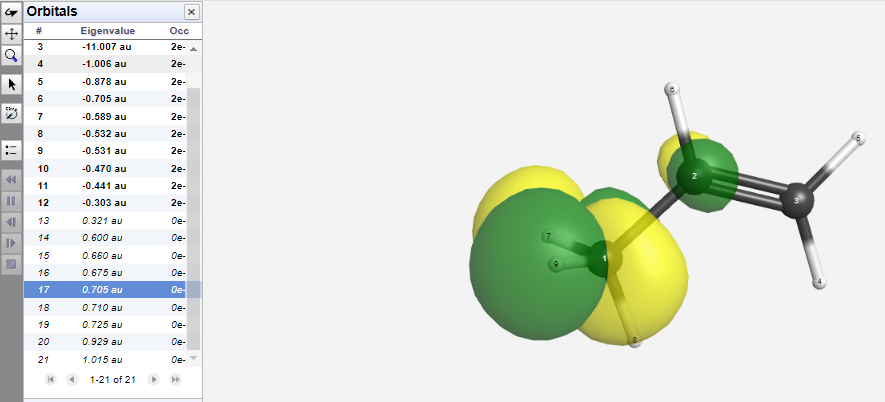 Orbitals
# Eigenvalue Occ
3 -11.007 au 2e-
4 -1.006 au 2e-
5 -0.878 au 2e-
6 -0.705 au 2e-
7 -0.589 au 2e-
8 -0.532 au 2e-
9 -0.531 au 2e-
10 -0.470 au 2e-
11 -0.441 au 2e-
12 -0.303 au 2e-
13 0.321 au 0e-
14 0.600 au 0e-
15 0.660 au 0e-
16 0.675 au 0e-
17 0.705 au 0e-
18 0.710 au 0e-
19 0.725 au 0e-
20 0.929 au 0e-
21 1.015 au 0e-
1-21 of 21
6
5
2
3
7
1
9
4
8